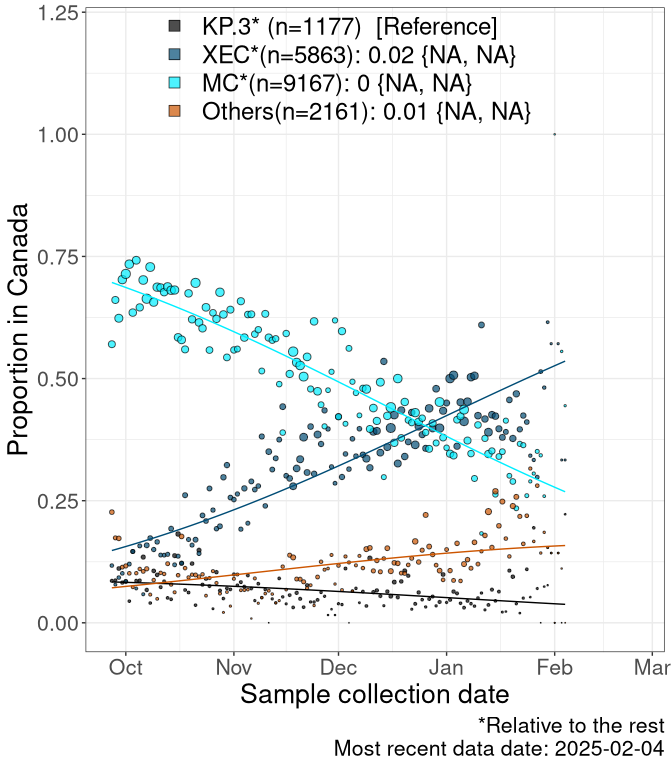 1.25
KP.3* (n=1177)  [Reference]
XEC*(n=5863): 0.02 {NA, NA}
MC*(n=9167): 0 {NA, NA}
Others(n=2161): 0.01 {NA, NA}
1.00
0.75
0.50
0.25
0.00
Proportion in Canada
Oct Nov Dec Jan Feb Mar
Sample collection date
*Relative to the rest
Most recent data date: 2025-02-04